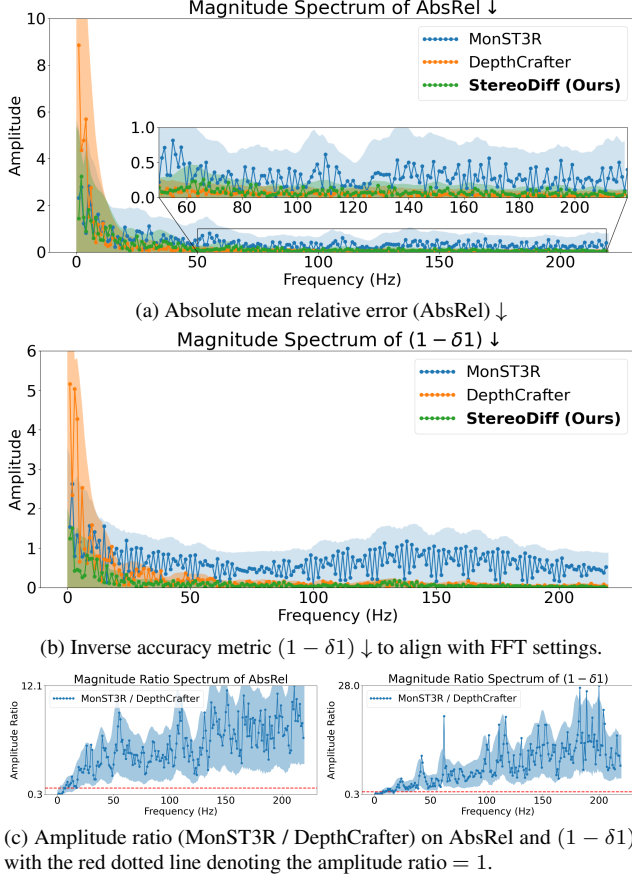 Magnitude Spectrum of AbsRel ↓
10
8
6
4
2
0
Amplitude
MonST3R
DepthCrafter
StereoDiff (Ours)
1.0
0.5
0.0
60 80 100 120 140 160 180 200
0 50 100 150 200
Frequency (Hz)
(a) Absolute mean relative error (AbsRel) ↓
Magnitude Spectrum of (1 − δ1) ↓
6
5
4
3
2
1
0
Amplitude
MonST3R
DepthCrafter
StereoDiff (Ours)
0 50 100 150 200
Frequency (Hz)
(b) Inverse accuracy metric (1 − δ1) ↓ to align with FFT settings.
Magnitude Ratio Spectrum of AbsRel
12.1
0.3
Amplitude Ratio
MonST3R / DepthCrafter
0 50 100 150 200
Frequency (Hz)
Magnitude Ratio Spectrum of (1 − δ1)
28.0
0.3
Amplitude Ratio
MonST3R / DepthCrafter
0 50 100 150 200
Frequency (Hz)
(c) Amplitude ratio (MonST3R / DepthCrafter) on AbsRel and (1 − δ1)
with the red dotted line denoting the amplitude ratio = 1.